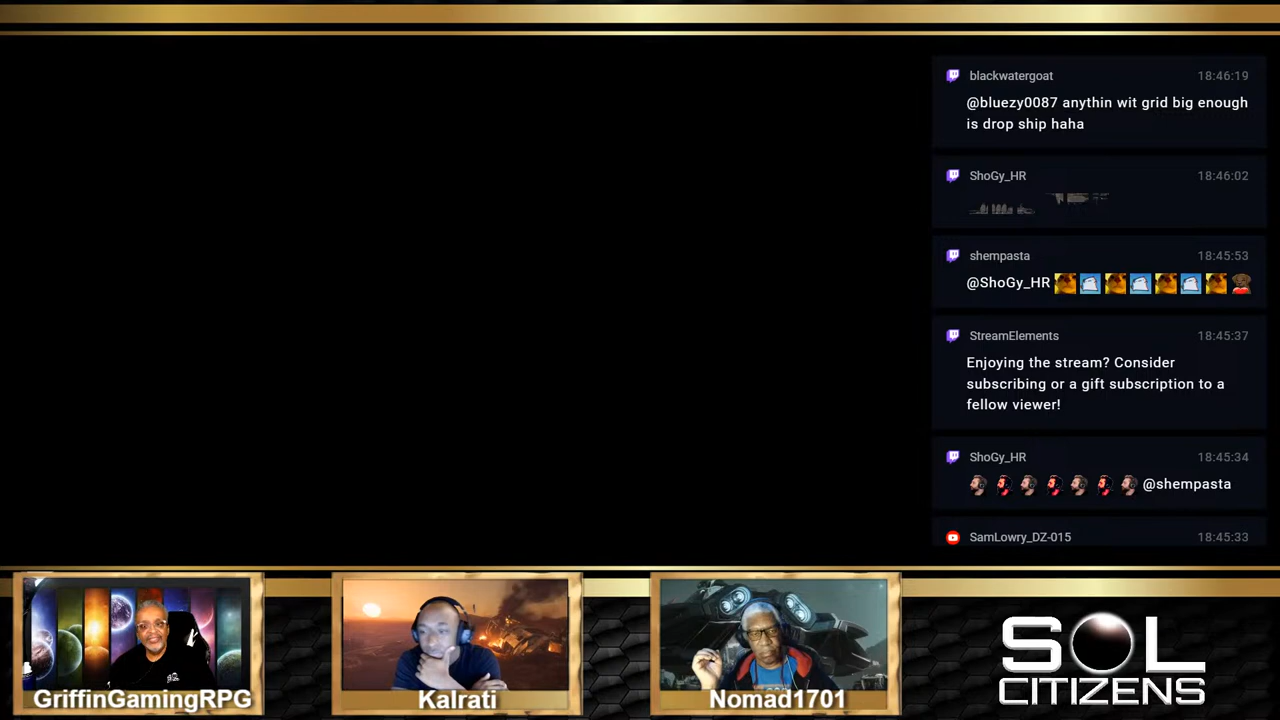 blackwatergoat 18:46:19
@bluezy0087 anythin wit grid big enough
is drop ship haha
ShoGy_HR 18:46:02
shempasta 18:45:53
@ShoGy_HR
StreamElements 18:45:37
Enjoying the stream? Consider
subscribing or a gift subscription to a
fellow viewer!
ShoGy_HR 18:45:34
@shempasta
SamLowry_DZ-015 18:45:33
GriffinGamingRPG
Kalrati
Nomad1701
SOL
CITIZENS